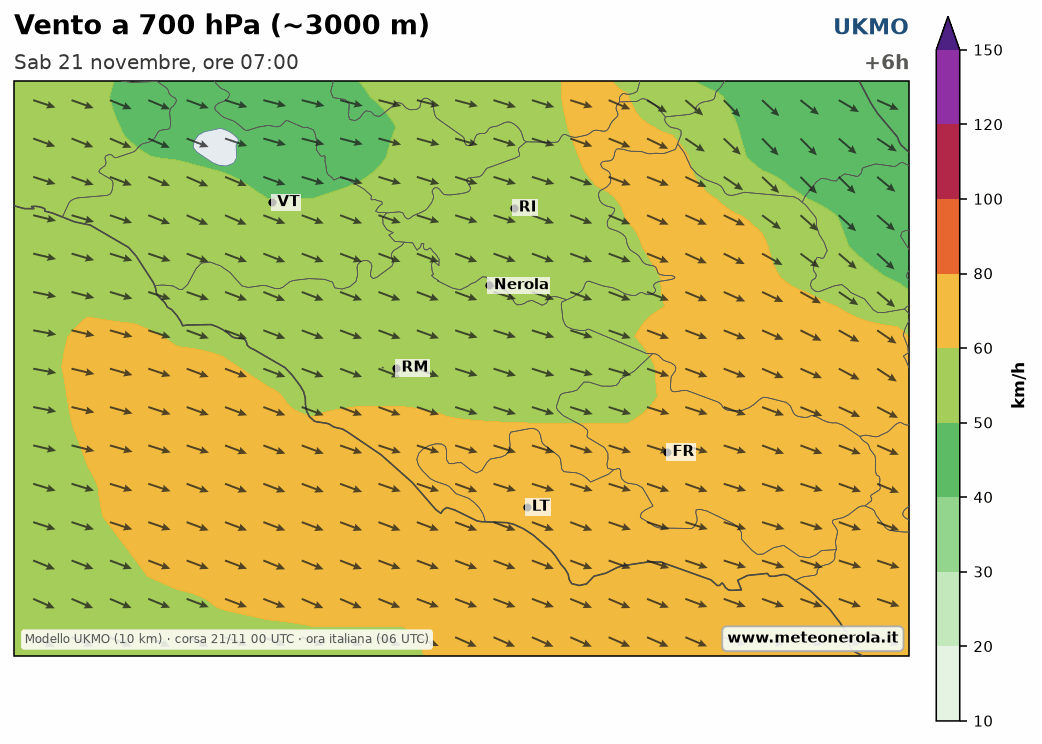 Vento a 700 hPa (~3000 m)
UKMO
Sab 21 novembre, ore 07:00
+6h
VT
RI
Nerola
RM
FR
LT
Modello UKMO (10 km) · corsa 21/11 00 UTC · ora italiana (06 UTC)
www.meteonerola.it
150
120
100
80
60
50
40
30
20
10
km/h